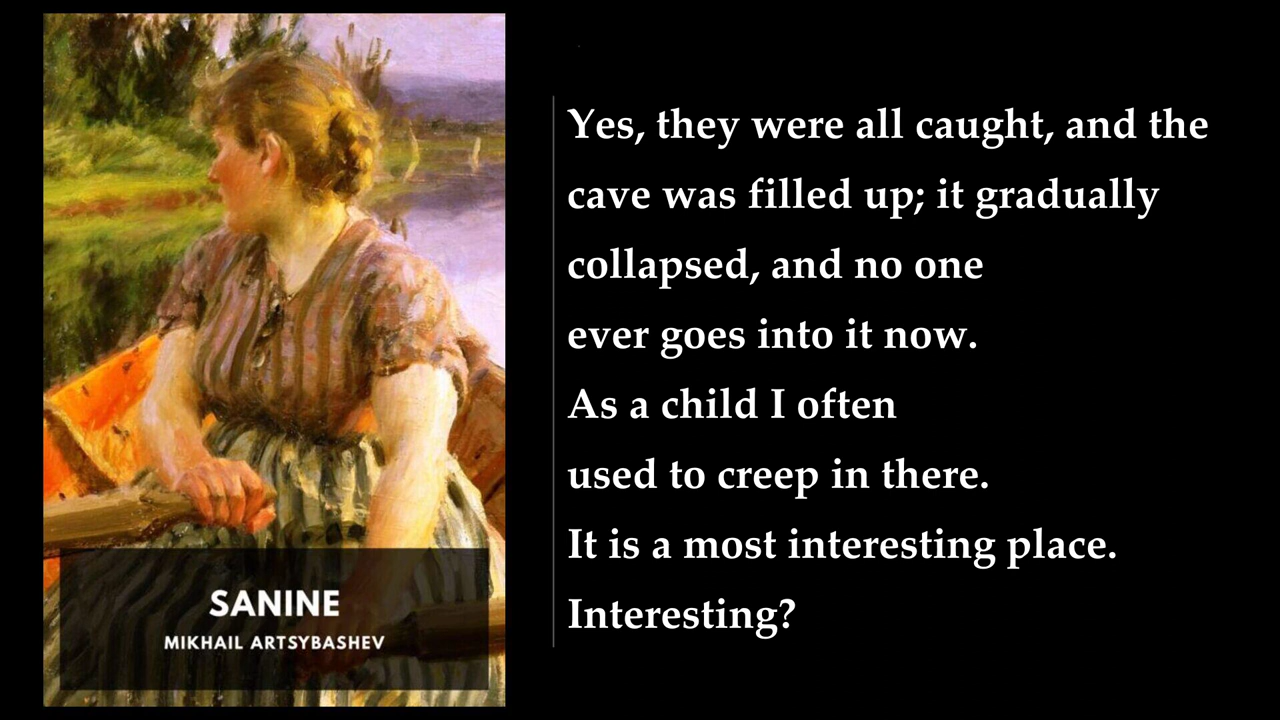 SANINE
MIKHAIL ARTSYBASHEV
Yes, they were all caught, and the
cave was filled up; it gradually
collapsed, and no one
ever goes into it now.
As a child I often
used to creep in there.
It is a most interesting place.
Interesting?